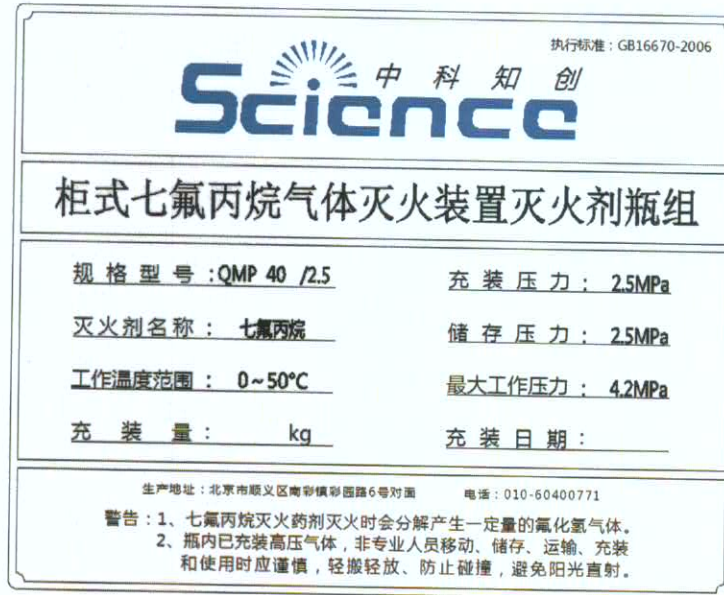 执行标准：GB16670-2006
中科知创
Science
柜式七氟丙烷气体灭火装置灭火剂瓶组
规格型号：QMP 40 /2.5
充装压力：2.5MPa
灭火剂名称：七氟丙烷
储存压力：2.5MPa
工作温度范围：0~50°C
最大工作压力：4.2MPa
充装量： kg
充装日期：
生产地址：北京市顺义区南彩镇彩园路6号对面 电话：010-60400771
警告：1、七氟丙烷灭火药剂灭火时会分解产生一定量的氟化氢气体。
2、瓶内已充装高压气体，非专业人员移动、储存、运输、充装
和使用时应谨慎，轻搬轻放、防止碰撞，避免阳光直射。